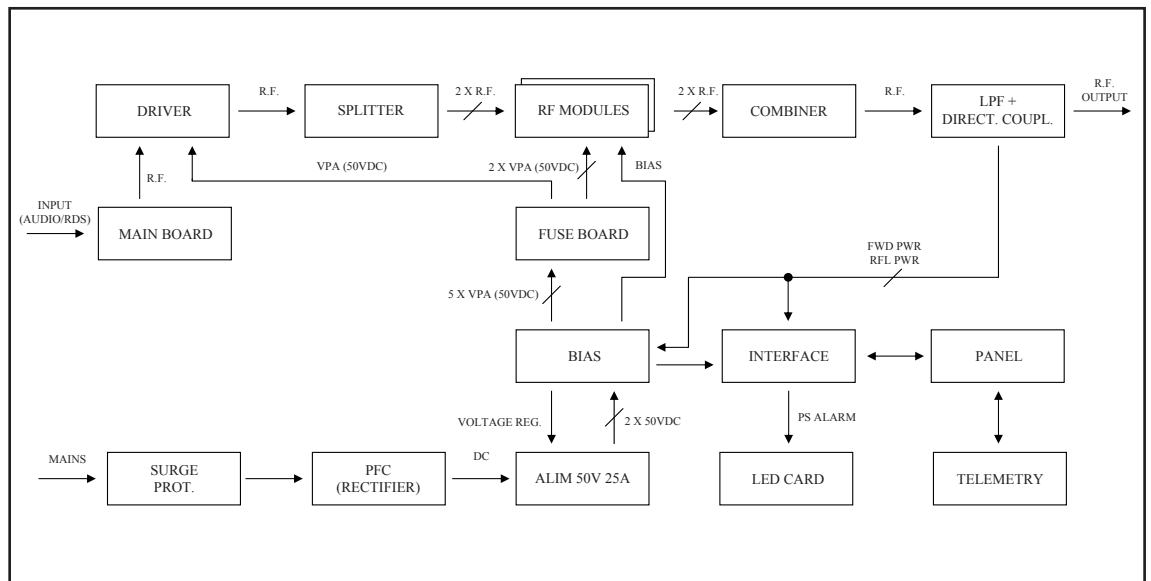 R.F.
2 X R.F.
2 X R.F.
R.F.
R.F.
OUTPUT
DRIVER
SPLITTER
RF MODULES
COMBINER
LPF +
DIRECT. COUPL.
VPA (50VDC)
2 X VPA (50VDC)
BIAS
R.F.
INPUT
(AUDIO/RDS)
MAIN BOARD
FUSE BOARD
FWD PWR
RFL PWR
5 X VPA (50VDC)
BIAS
INTERFACE
PANEL
VOLTAGE REG.
2 X 50VDC
PS ALARM
MAINS
DC
SURGE
PROT.
PFC
(RECTIFIER)
ALIM 50V 25A
LED CARD
TELEMETRY